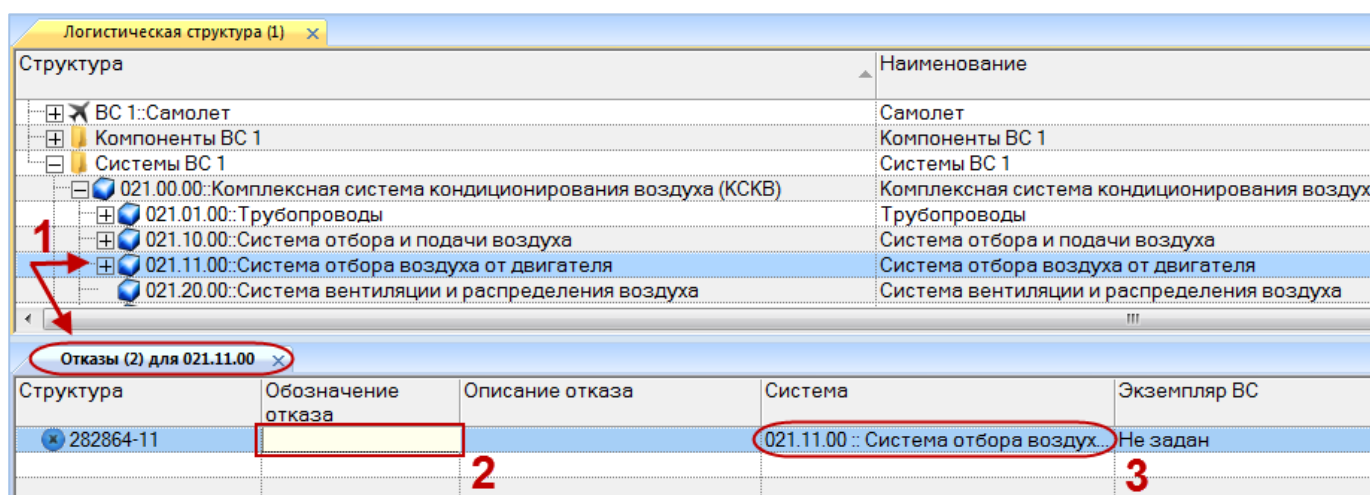 Логистическая структура (1)
Структура Наименование
ВС 1::Самолет Самолет
Компоненты ВС 1 Компоненты ВС 1
Системы ВС 1 Системы ВС 1
021.00.00::Комплексная система кондиционирования воздуха (КСКВ) Комплексная система кондиционирования воздух
021.01.00::Трубопроводы Трубопроводы
1
021.10.00::Система отбора и подачи воздуха Система отбора и подачи воздуха
021.11.00::Система отбора воздуха от двигателя Система отбора воздуха от двигателя
021.20.00::Система вентиляции и распределения воздуха Система вентиляции и распределения воздуха
Отказы (2) для 021.11.00
Структура Обозначение отказа Описание отказа Система Экземпляр ВС
282864-11 021.11.00 :: Система отбора воздух... Не задан
2 3